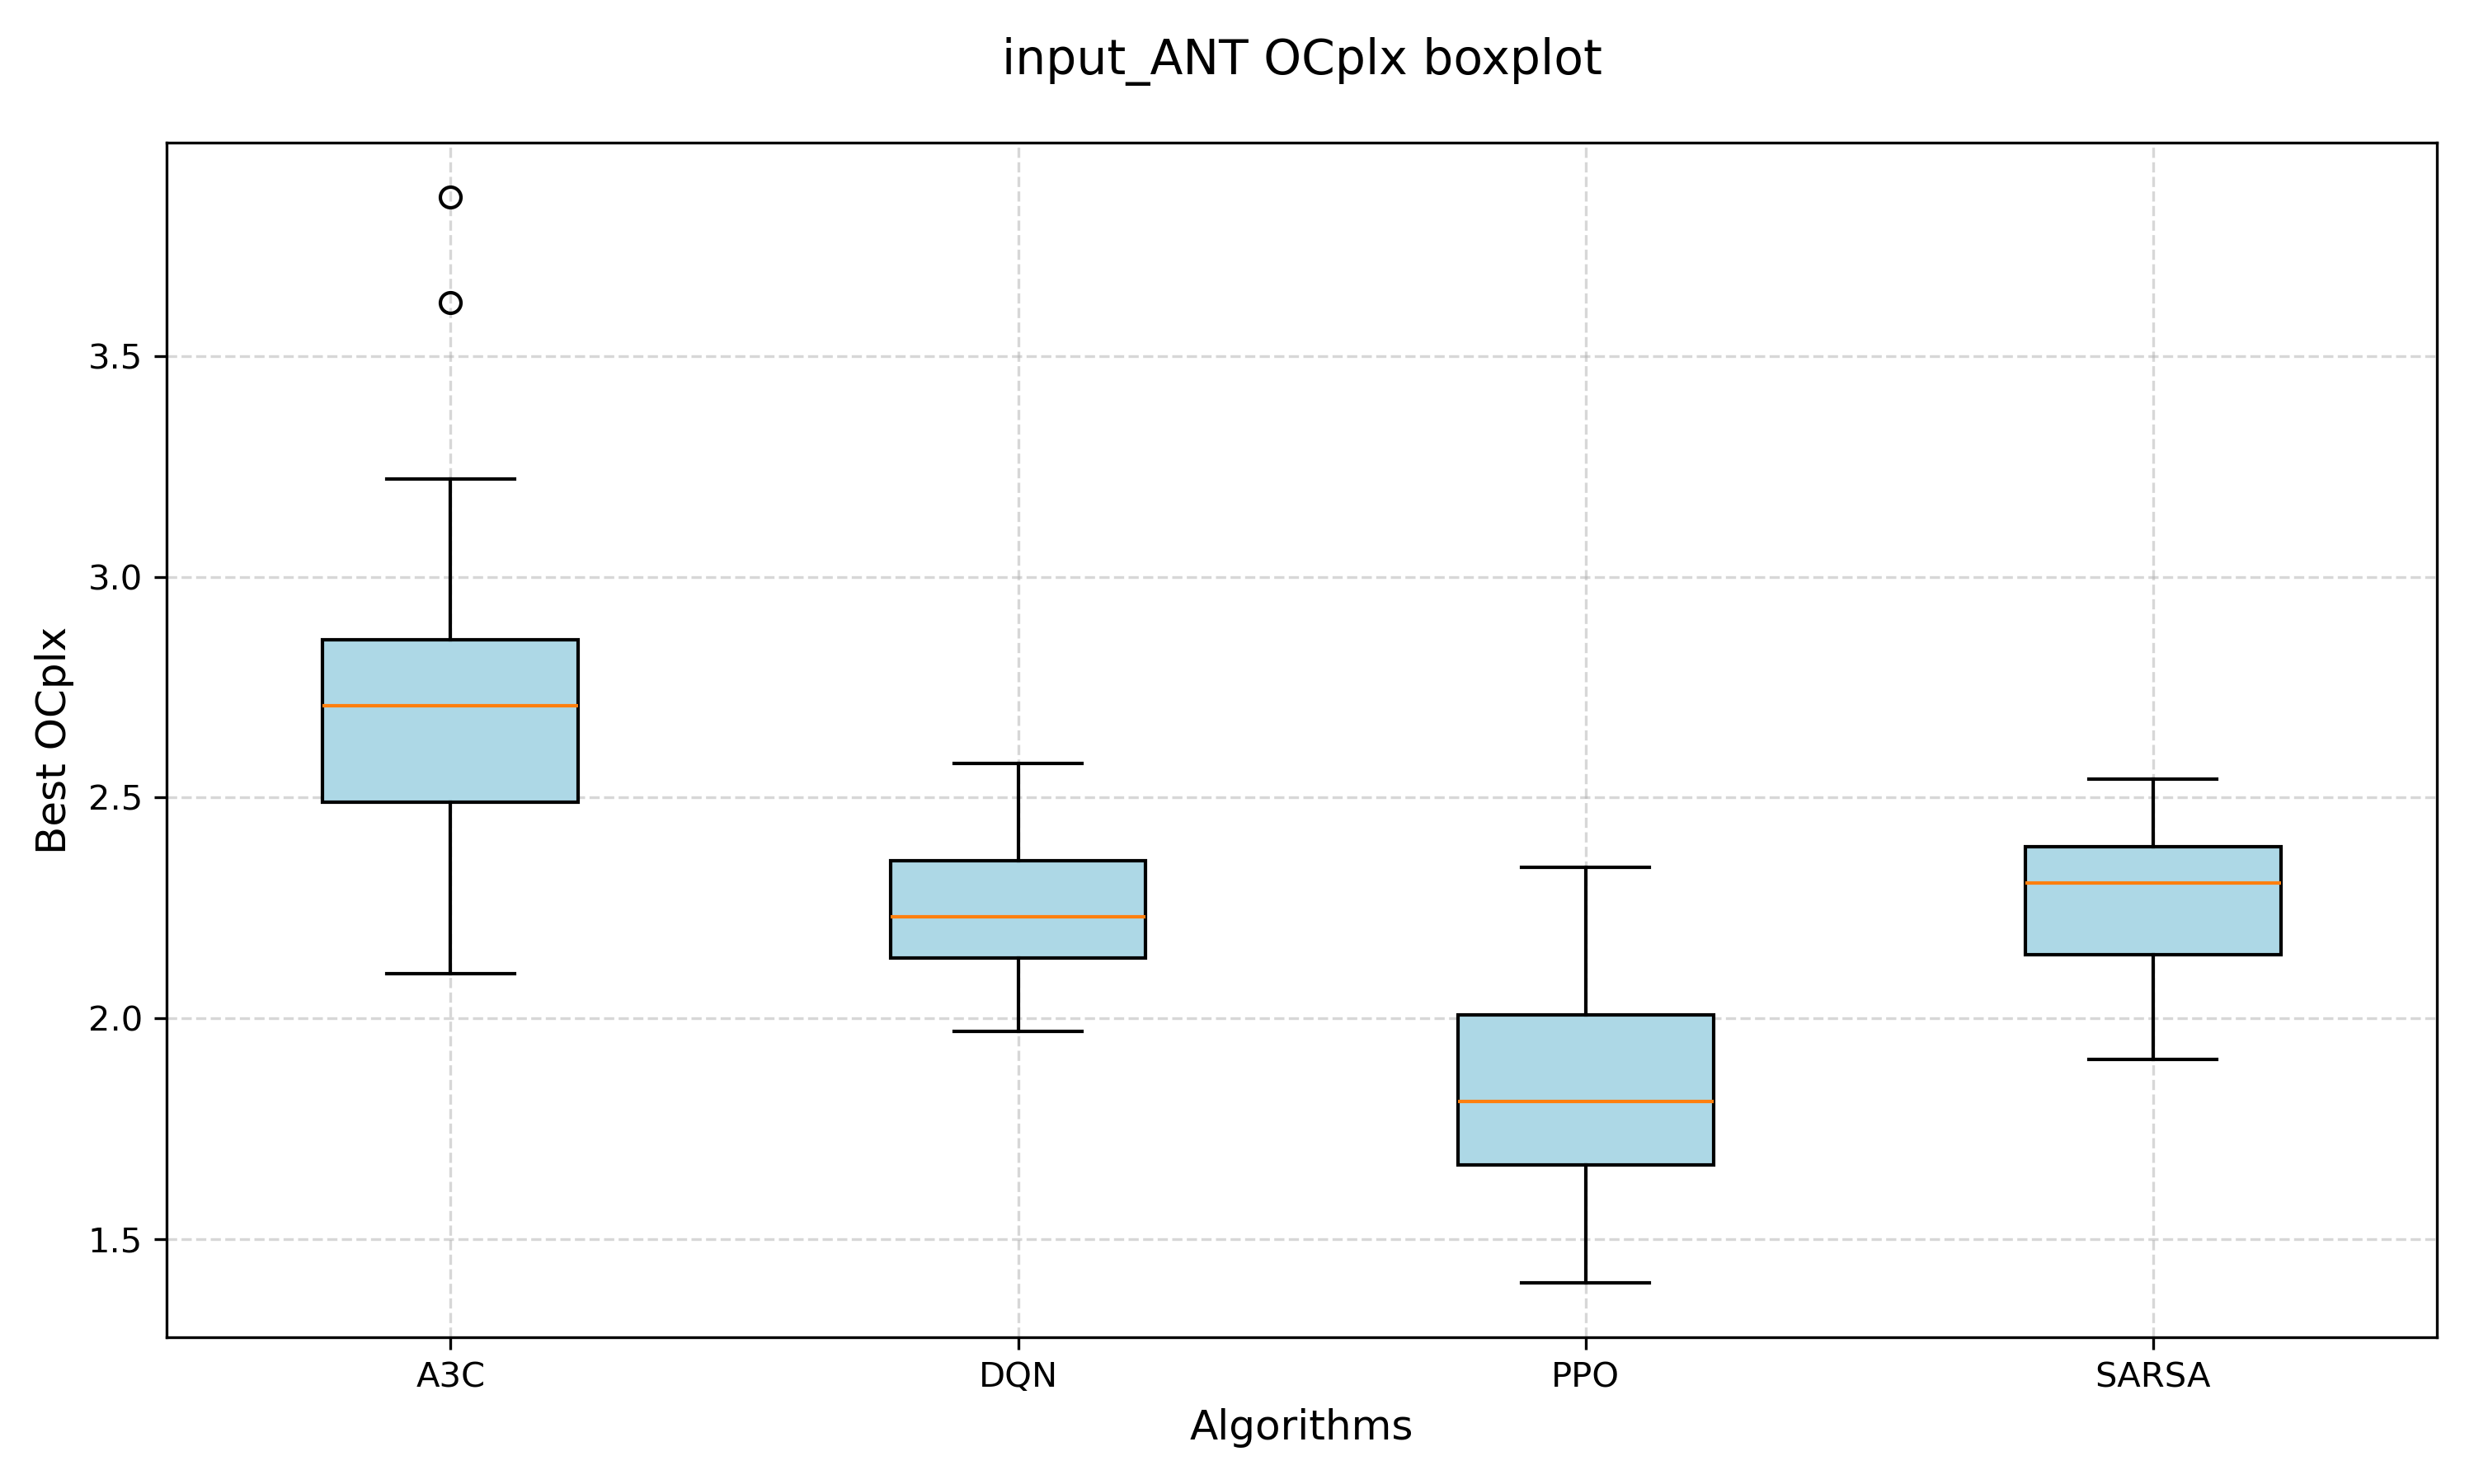 input_ANT OCplx boxplot
Best OCplx
3.5
3.0
2.5
2.0
1.5
A3C DQN PPO SARSA
Algorithms